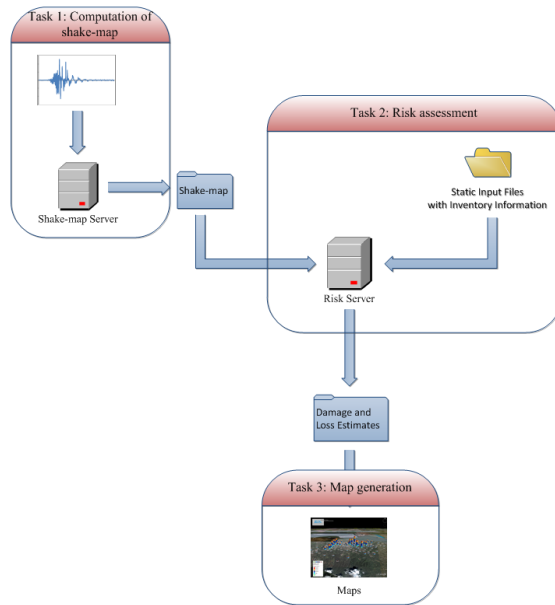 Task 1: Computation of
shake-map
Shake-map Server
Shake-map
Task 2: Risk assessment
Static Input Files
with Inventory Information
Risk Server
Damage and
Loss Estimates
Task 3: Map generation
Maps